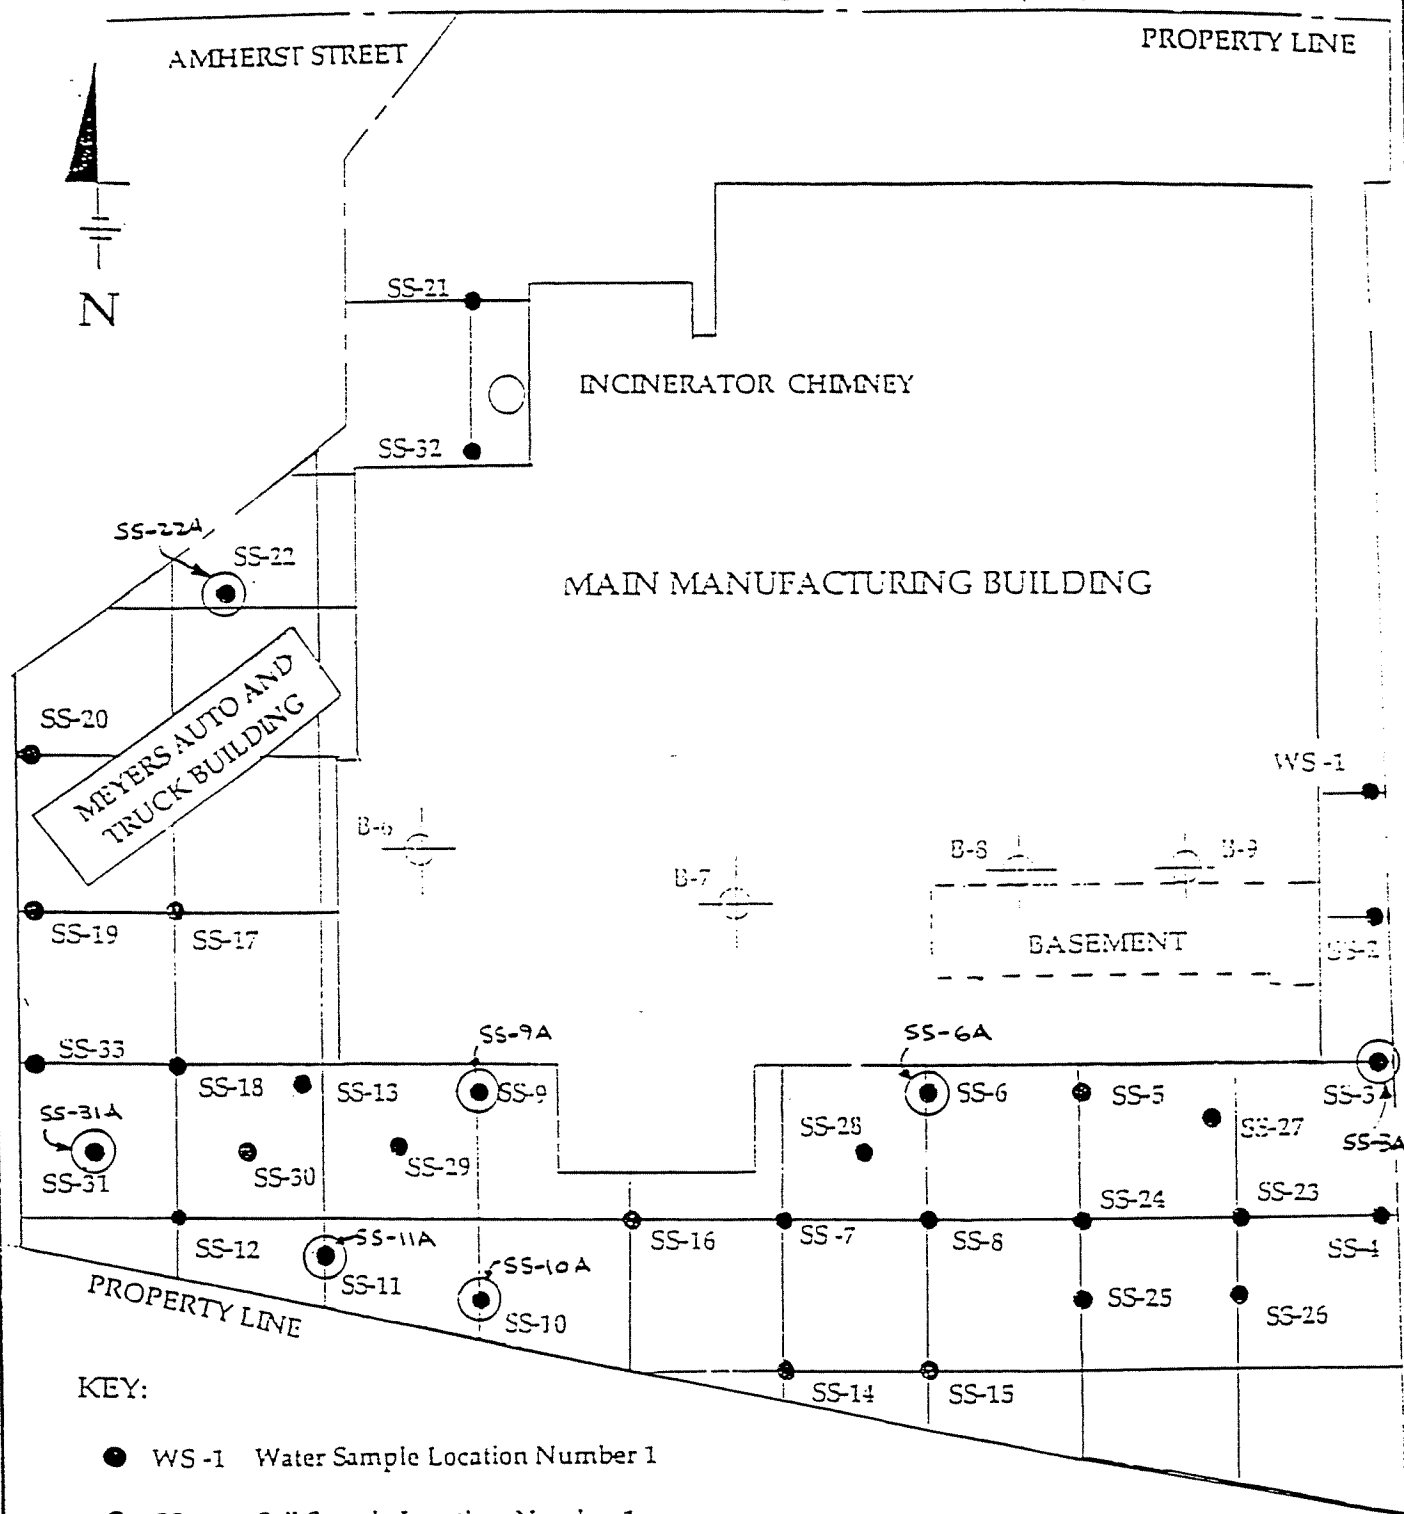 AMHERST STREET
PROPERTY LINE
N
SS-21
INCINERATOR CHIMNEY
SS-32
SS-22A
SS-22
MAIN MANUFACTURING BUILDING
SS-20
MEYERS AUTO AND
TRUCK BUILDING
WS-1
B-6
B-7
B-8
B-9
SS-19
SS-17
BASEMENT
SS-2
SS-33
SS-18
SS-13
SS-9A
SS-9
SS-6A
SS-6
SS-5
SS-3
SS-3A
SS-31A
SS-31
SS-30
SS-29
SS-28
SS-27
SS-12
SS-11A
SS-11
SS-10A
SS-10
SS-16
SS-7
SS-8
SS-24
SS-23
SS-4
SS-25
SS-26
PROPERTY LINE
SS-14
SS-15
KEY:
WS-1 Water Sample Location Number 1